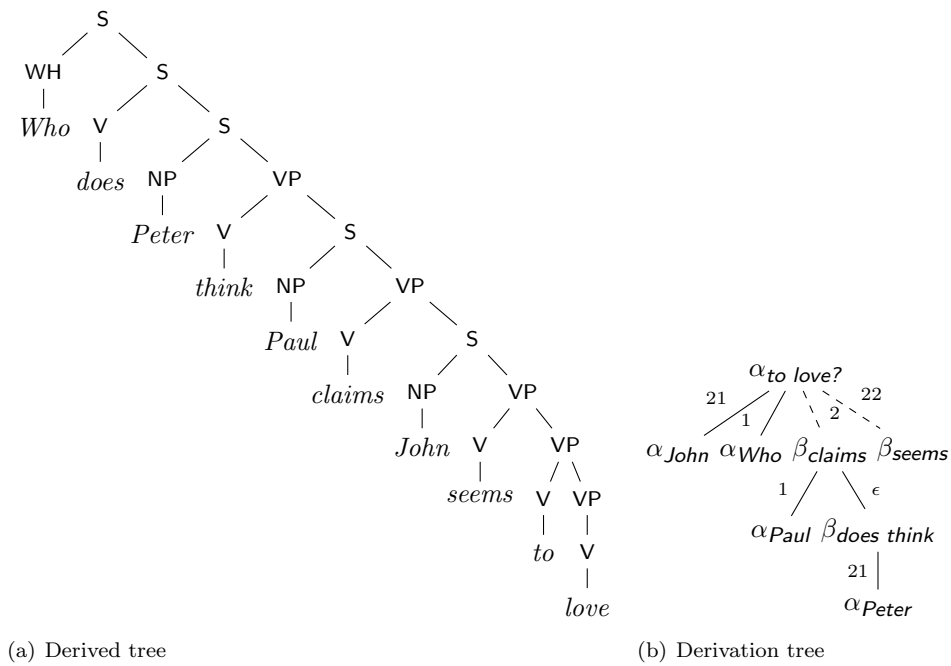 S
WH S
Who V S
does NP VP
Peter V S
think NP VP
Paul V S
claims NP VP
John V VP
seems V VP
to V
love
(a) Derived tree
α to love?
21 1 2 22
α John α Who β claims β seems
1 ϵ
α Paul β does think
21
α Peter
(b) Derivation tree